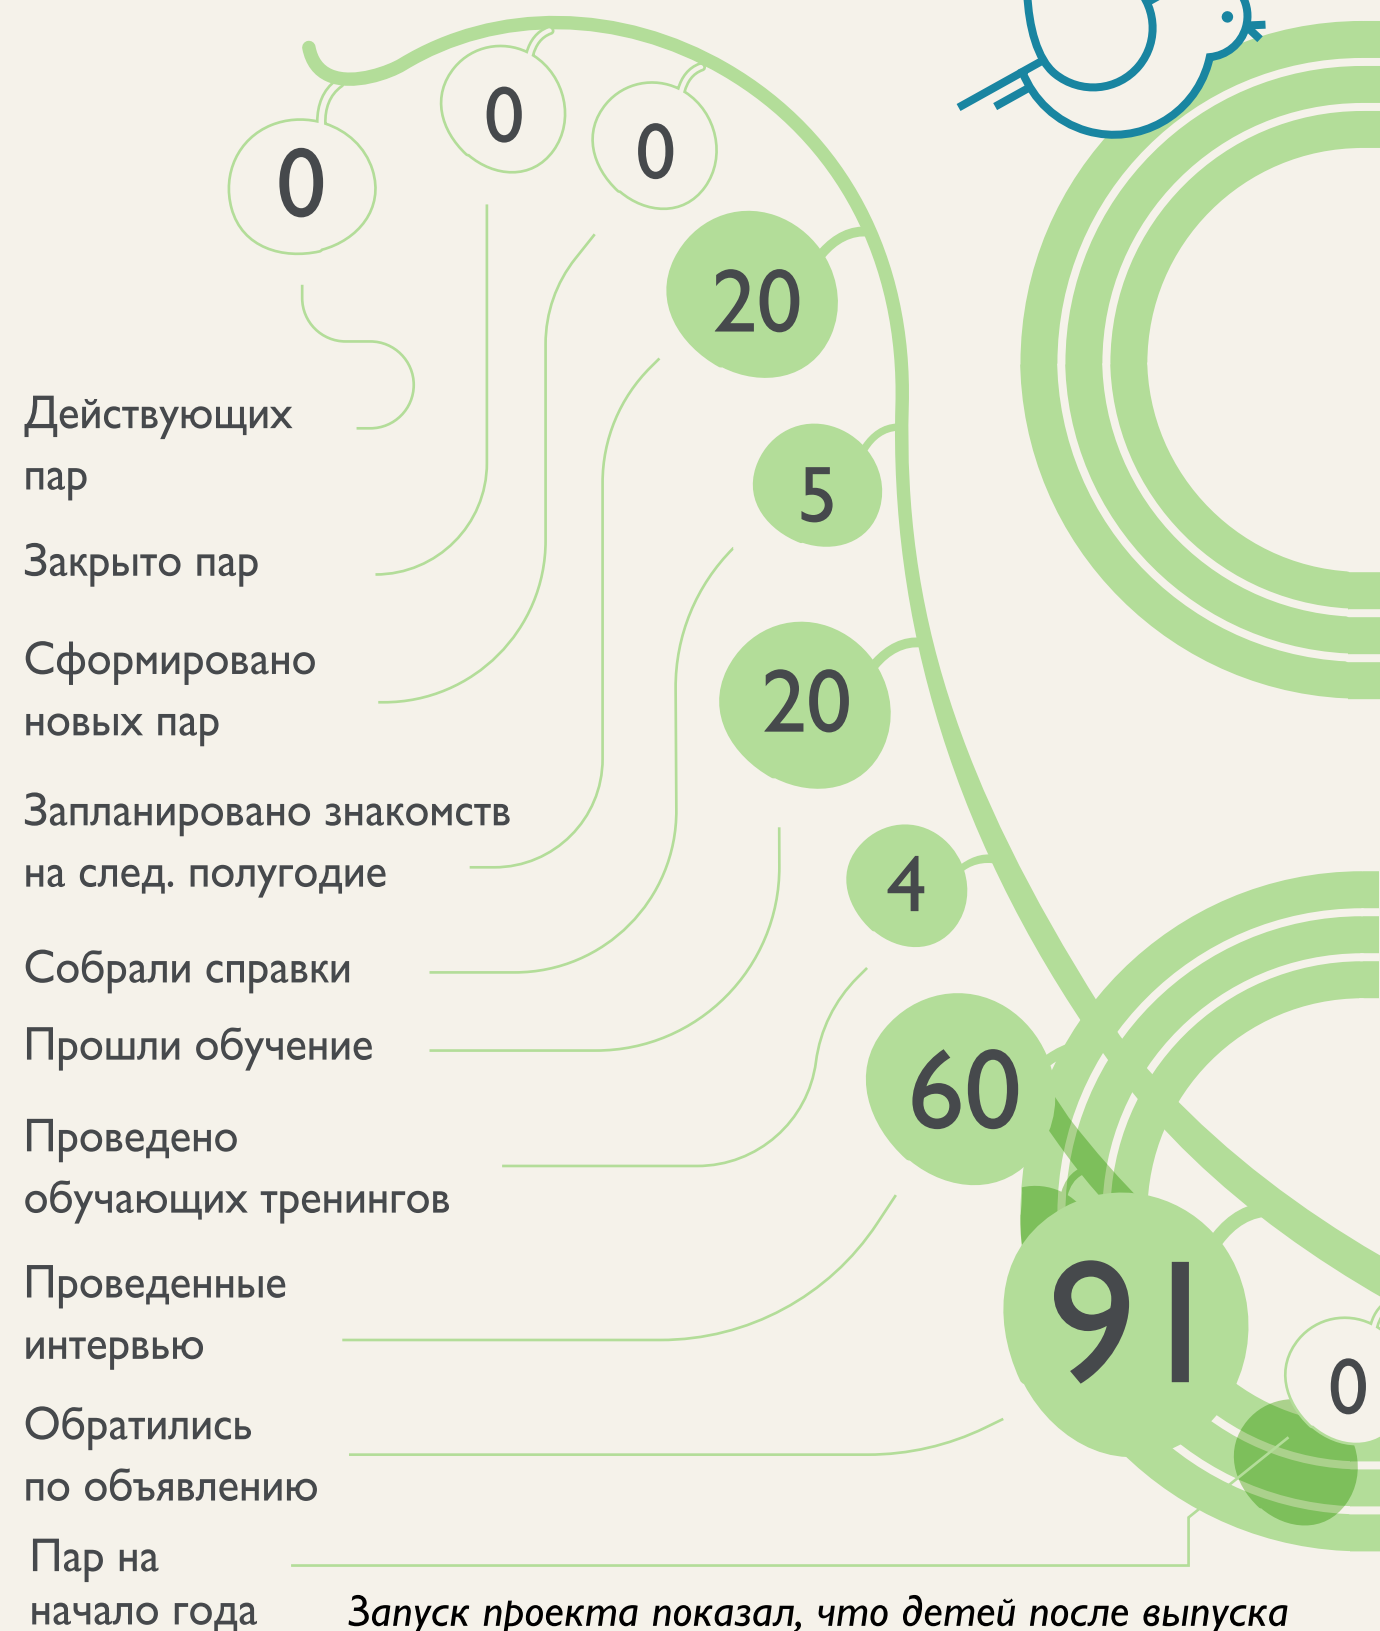 0
0
0
20
5
20
4
60
91
0
Действующих
пар
Закрыто пар
Сформировано
новых пар
Запланировано знакомств
на след. полугодие
Собрали справки
Прошли обучение
Проведено
обучающих тренингов
Проведенные
интервью
Обратились
по объявлению
Пар на
начало года
Запуск проекта показал, что детей после выпуска